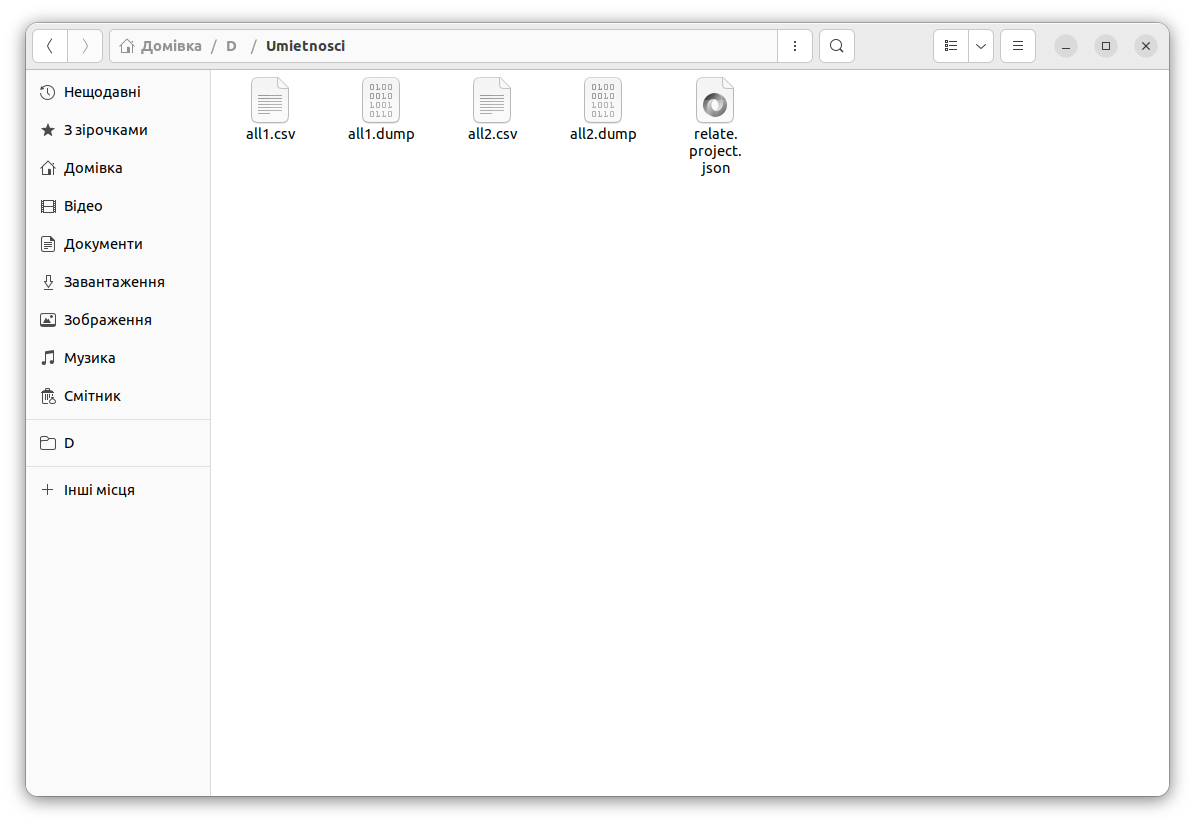 Домівка / D / Umietnosci
Нещодавні
З зірочками
Домівка
Відео
Документи
Завантаження
Зображення
Музика
Смітник
D
Інші місця
0100
0010
1001
0110
0100
0010
1001
0110
all1.csv
all1.dump
all2.csv
all2.dump
relate.
project.
json